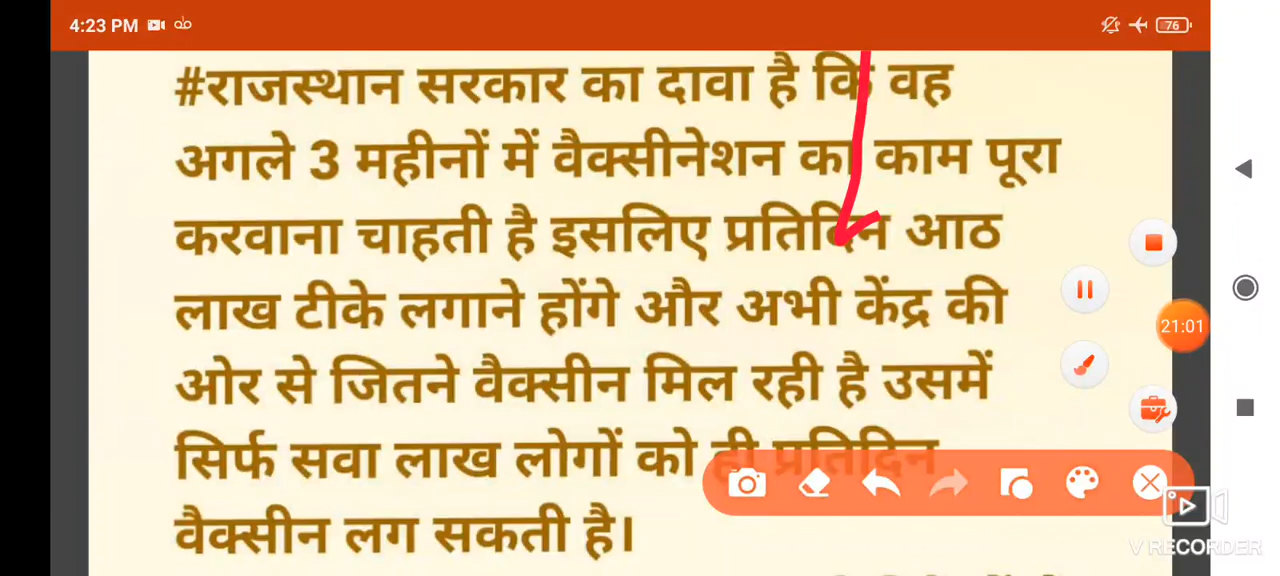 4:23 PM
76
#राजस्थान सरकार का दावा है कि वह
अगले 3 महीनों में वैक्सीनेशन का काम पूरा
करवाना चाहती है इसलिए प्रतिदिन आठ
लाख टीके लगाने होंगे और अभी केंद्र की
21:01
ओर से जितने वैक्सीन मिल रही है उसमें
सिर्फ सवा लाख लोगों को ही प्रतिदिन
वैक्सीन लग सकती है।
V RECORDER